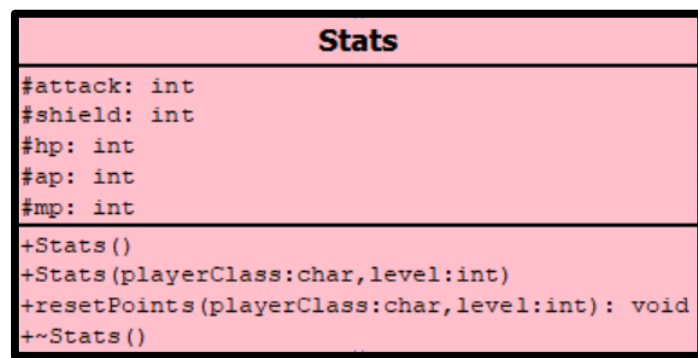 Stats
#attack: int
#shield: int
#hp: int
#ap: int
#mp: int
+Stats()
+Stats(playerClass:char,level:int)
+resetPoints(playerClass:char,level:int): void
+~Stats()